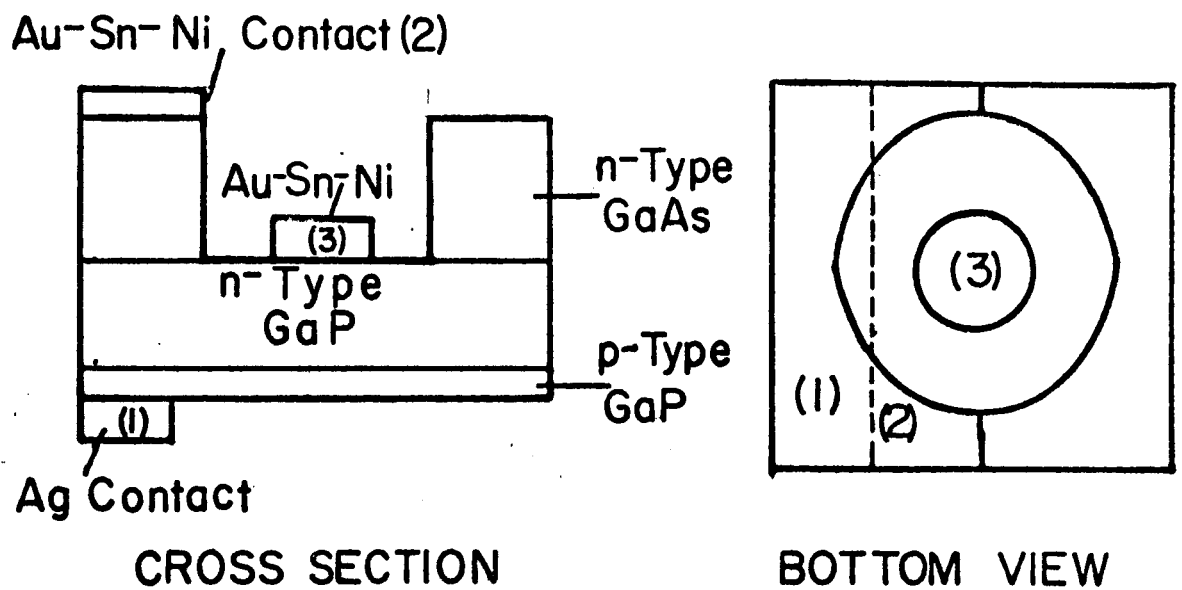 Au-Sn-Ni Contact (2)
Au-Sn-Ni
(3)
n-Type
GaAs
n-Type
GaP
p-Type
GaP
(1)
Ag Contact
CROSS SECTION
(3)
(1)
(2)
BOTTOM VIEW